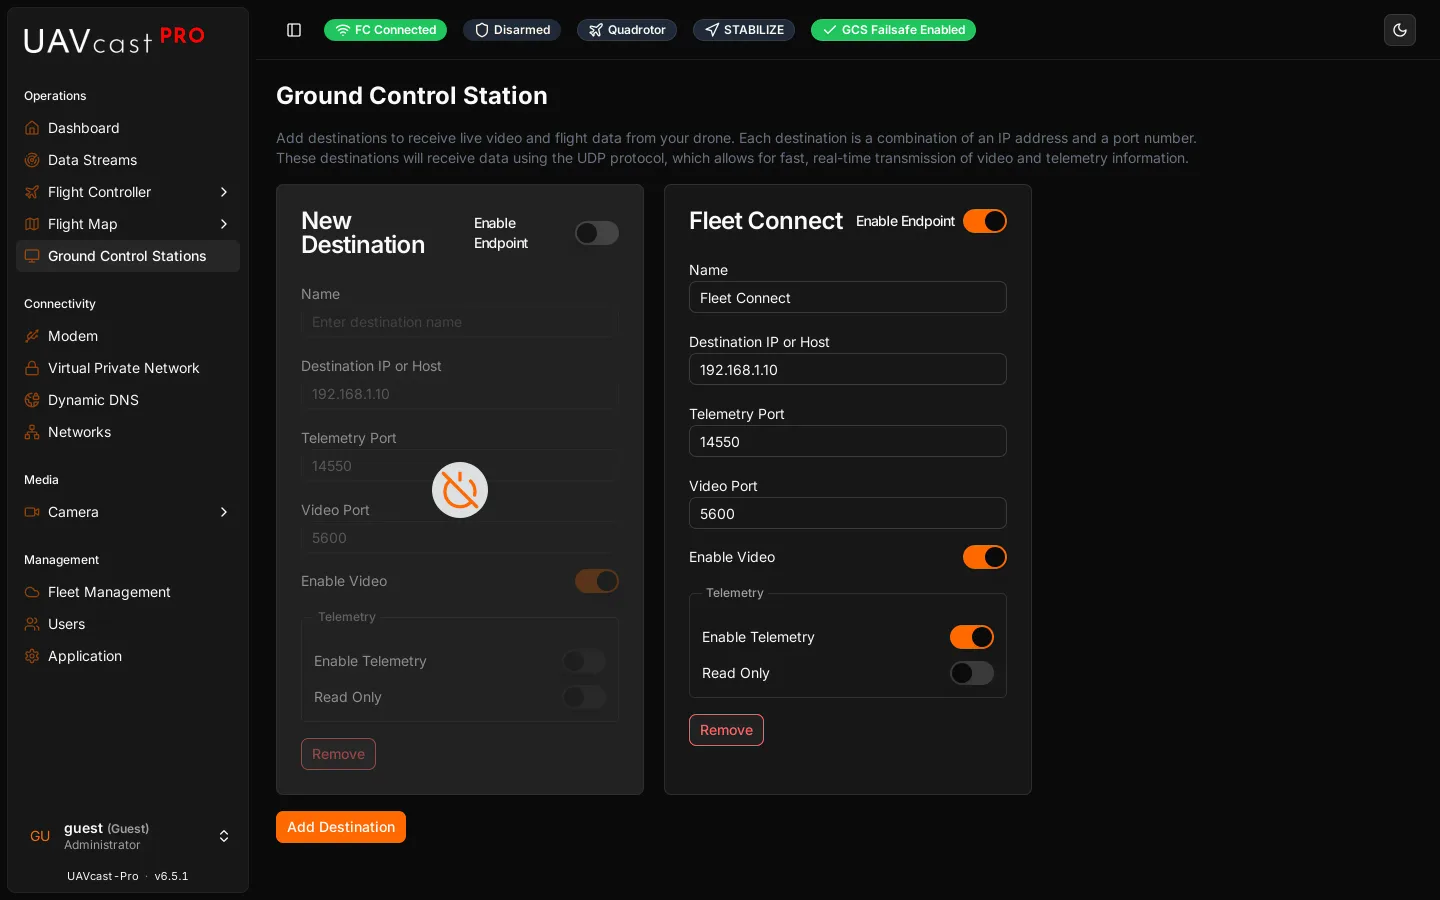 UAVcast PRO
Operations
Dashboard
Data Streams
Flight Controller
Flight Map
Ground Control Stations
Connectivity
Modem
Virtual Private Network
Dynamic DNS
Networks
Media
Camera
Management
Fleet Management
Users
Application
GU
guest (Guest)
Administrator
UAVcast-Pro · v6.5.1
FC Connected
Disarmed
Quadrotor
STABILIZE
GCS Failsafe Enabled
Ground Control Station
Add destinations to receive live video and flight data from your drone. Each destination is a combination of an IP address and a port number.
These destinations will receive data using the UDP protocol, which allows for fast, real-time transmission of video and telemetry information.
New
Destination
Enable
Endpoint
Name
Enter destination name
Destination IP or Host
192.168.1.10
Telemetry Port
14550
Video Port
5600
Enable Video
Telemetry
Enable Telemetry
Read Only
Remove
Fleet Connect
Enable Endpoint
Name
Fleet Connect
Destination IP or Host
192.168.1.10
Telemetry Port
14550
Video Port
5600
Enable Video
Telemetry
Enable Telemetry
Read Only
Remove
Add Destination